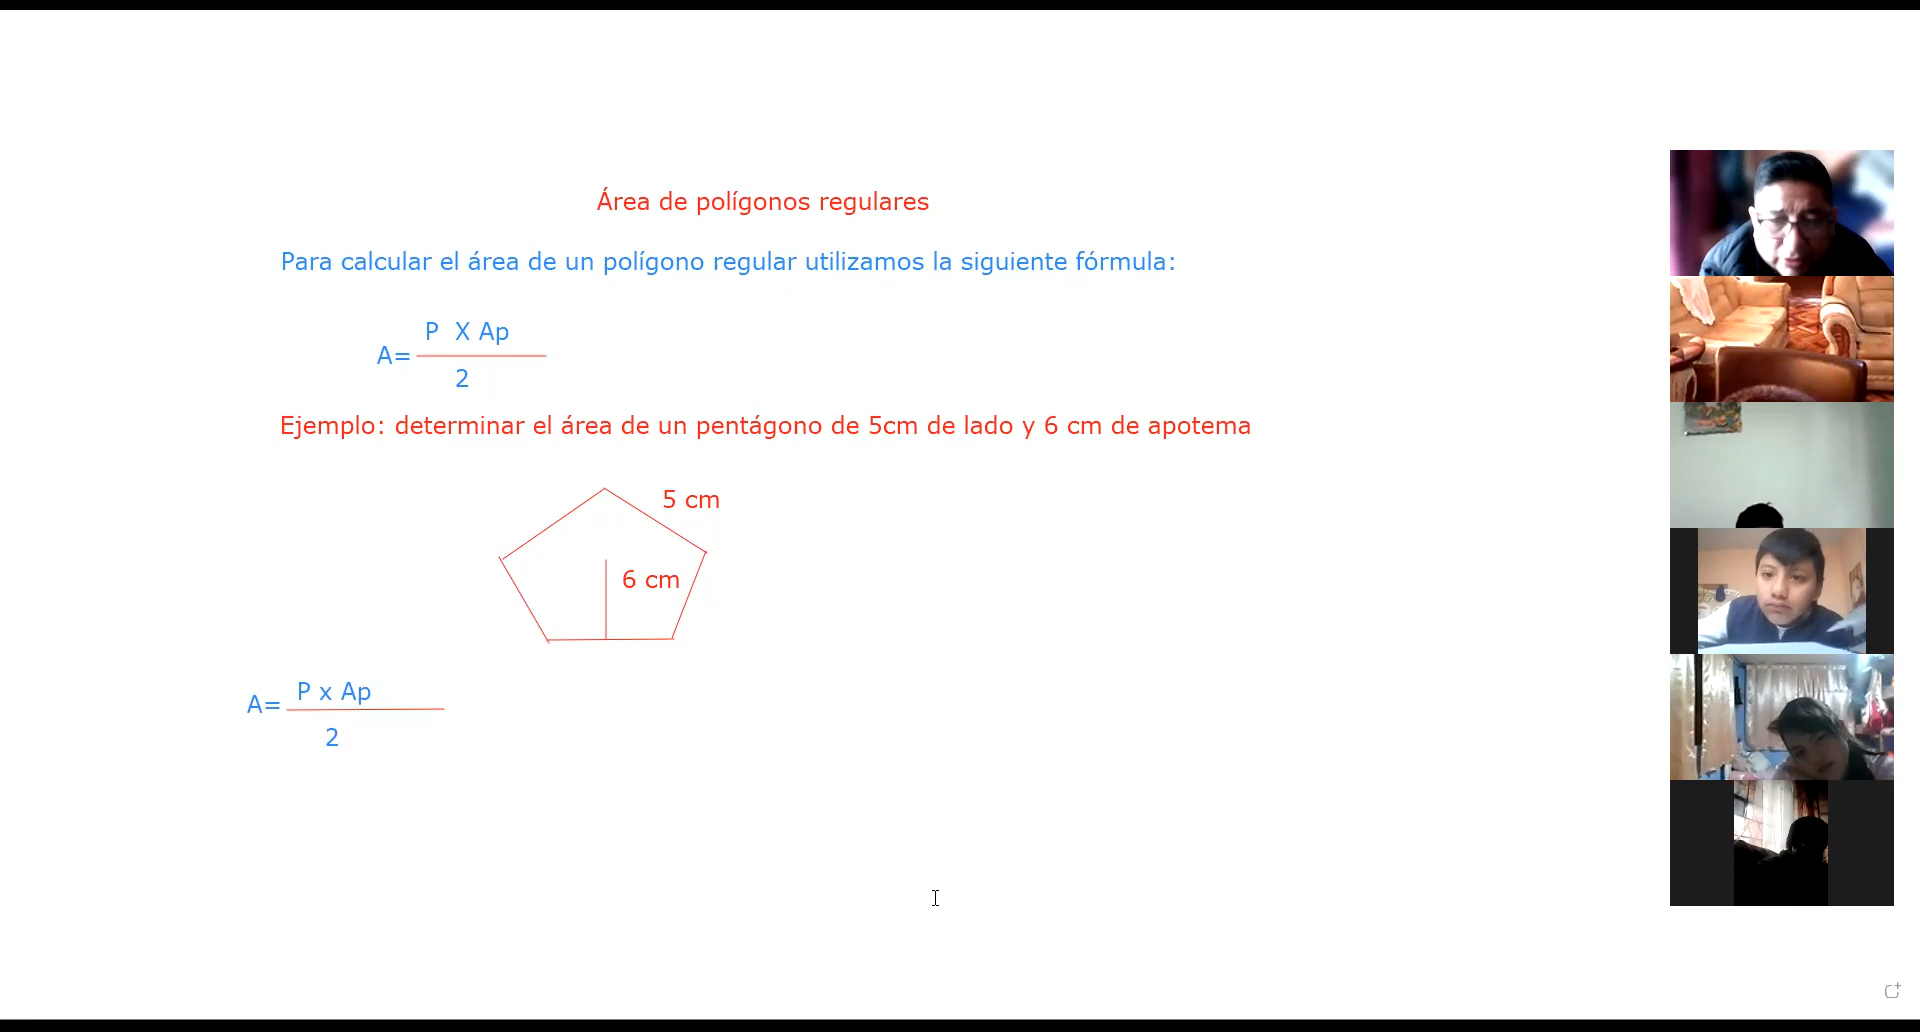 Área de polígonos regulares
Para calcular el área de un polígono regular utilizamos la siguiente fórmula:
P X Ap
A=
2
Ejemplo: determinar el área de un pentágono de 5cm de lado y 6 cm de apotema
5 cm
6 cm
P x Ap
A=
2